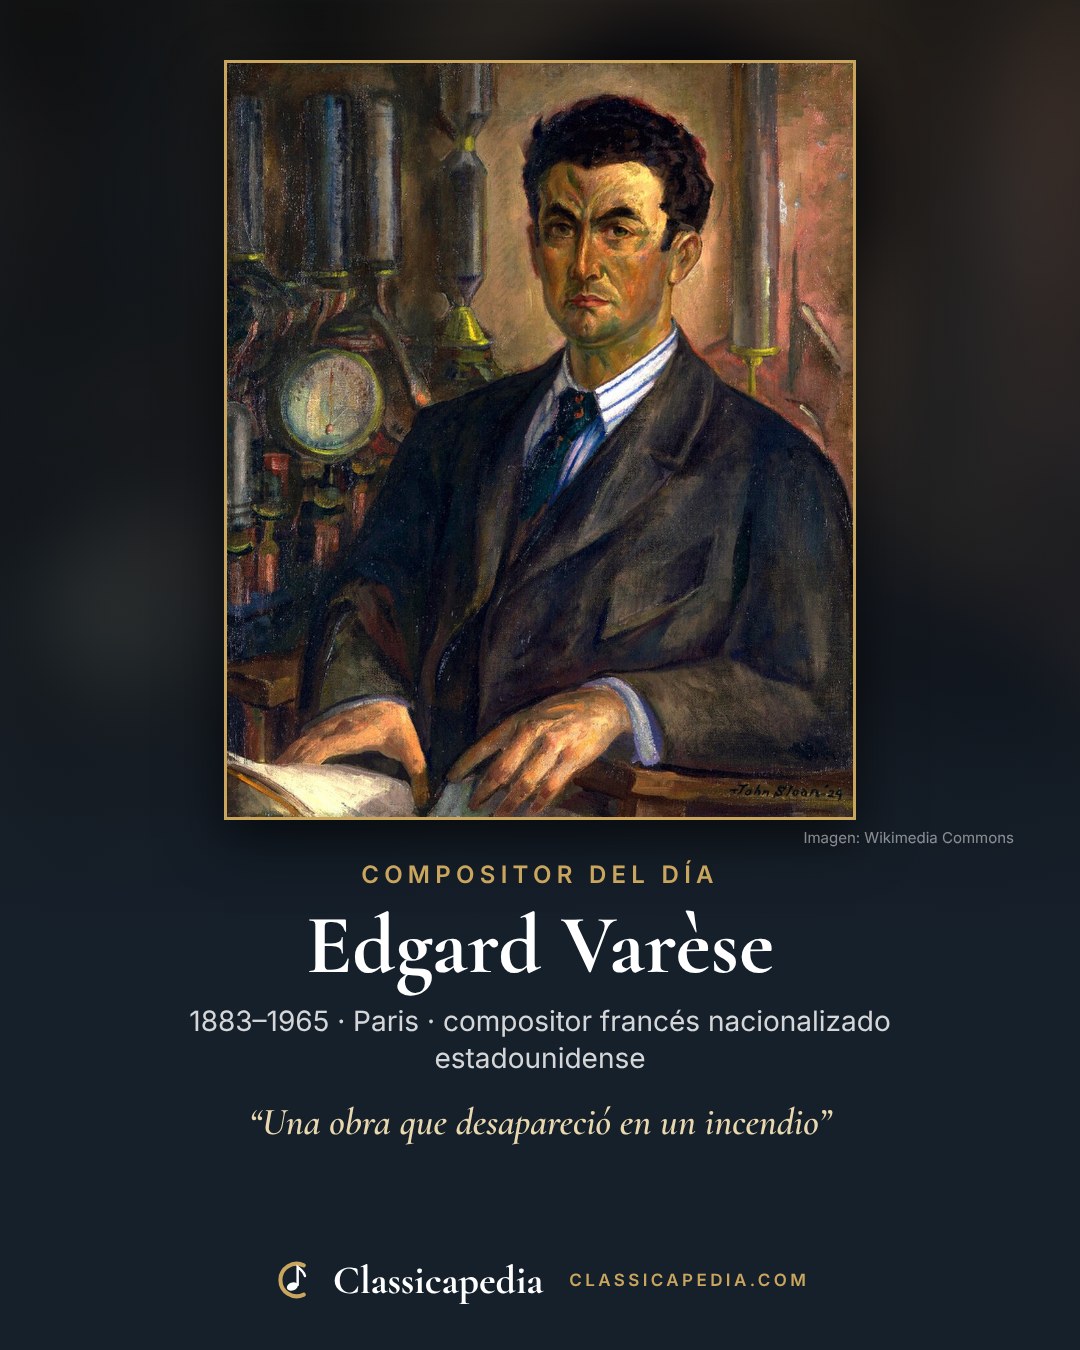 John Sloan '29
Imagen: Wikimedia Commons
COMPOSITOR DEL DÍA
Edgard Varèse
1883–1965 · Paris · compositor francés nacionalizado
estadounidense
“Una obra que desapareció en un incendio”
Classicapedia CLASSICAPEDIA.COM